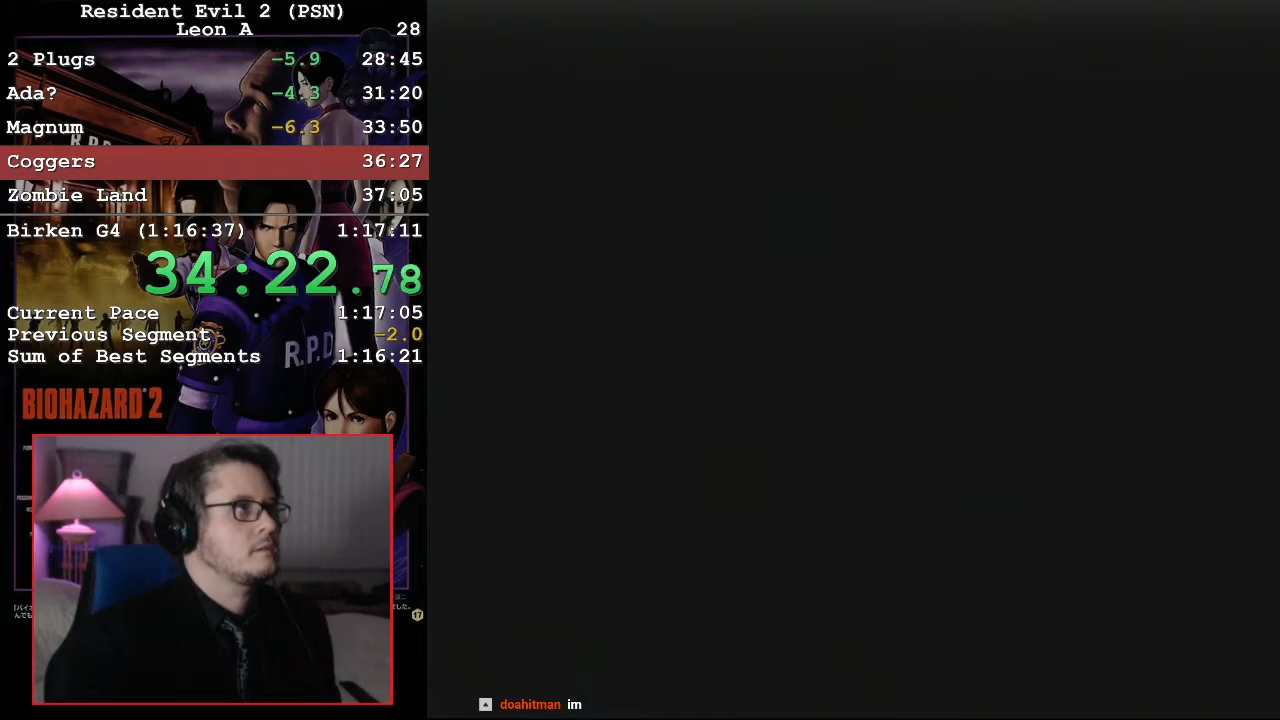 Resident Evil 2 (PSN)
Leon A 28
2 Plugs -5.9 28:45
Ada? -4.3 31:20
Magnum -6.3 33:50
R.P.D
Coggers 36:27
Zombie Land 37:05
Birken G4 (1:16:37) 1:17:11
34:22.78
Current Pace 1:17:05
Previous Segment -2.0
Sum of Best Segments 1:16:21
R.P.D
BIOHAZARD 2
17
doahitman im